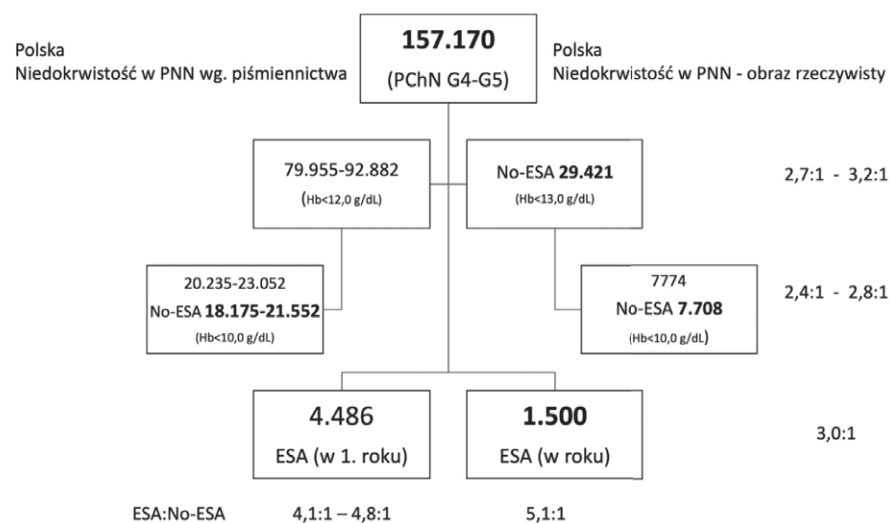 Polska
Niedokrwistość w PNN wg. piśmiennictwa
157.170
(PChN G4-G5)
Polska
Niedokrwistość w PNN - obraz rzeczywisty
79.955-92.882
(Hb<12,0 g/dL)
No-ESA 29.421
(Hb<13,0 g/dL)
2,7:1 - 3,2:1
20.235-23.052
No-ESA 18.175-21.552
(Hb<10,0 g/dL)
7774
No-ESA 7.708
(Hb<10,0 g/dL)
2,4:1 - 2,8:1
4.486
ESA (w 1. roku)
1.500
ESA (w roku)
3,0:1
ESA:No-ESA
4,1:1 – 4,8:1
5,1:1